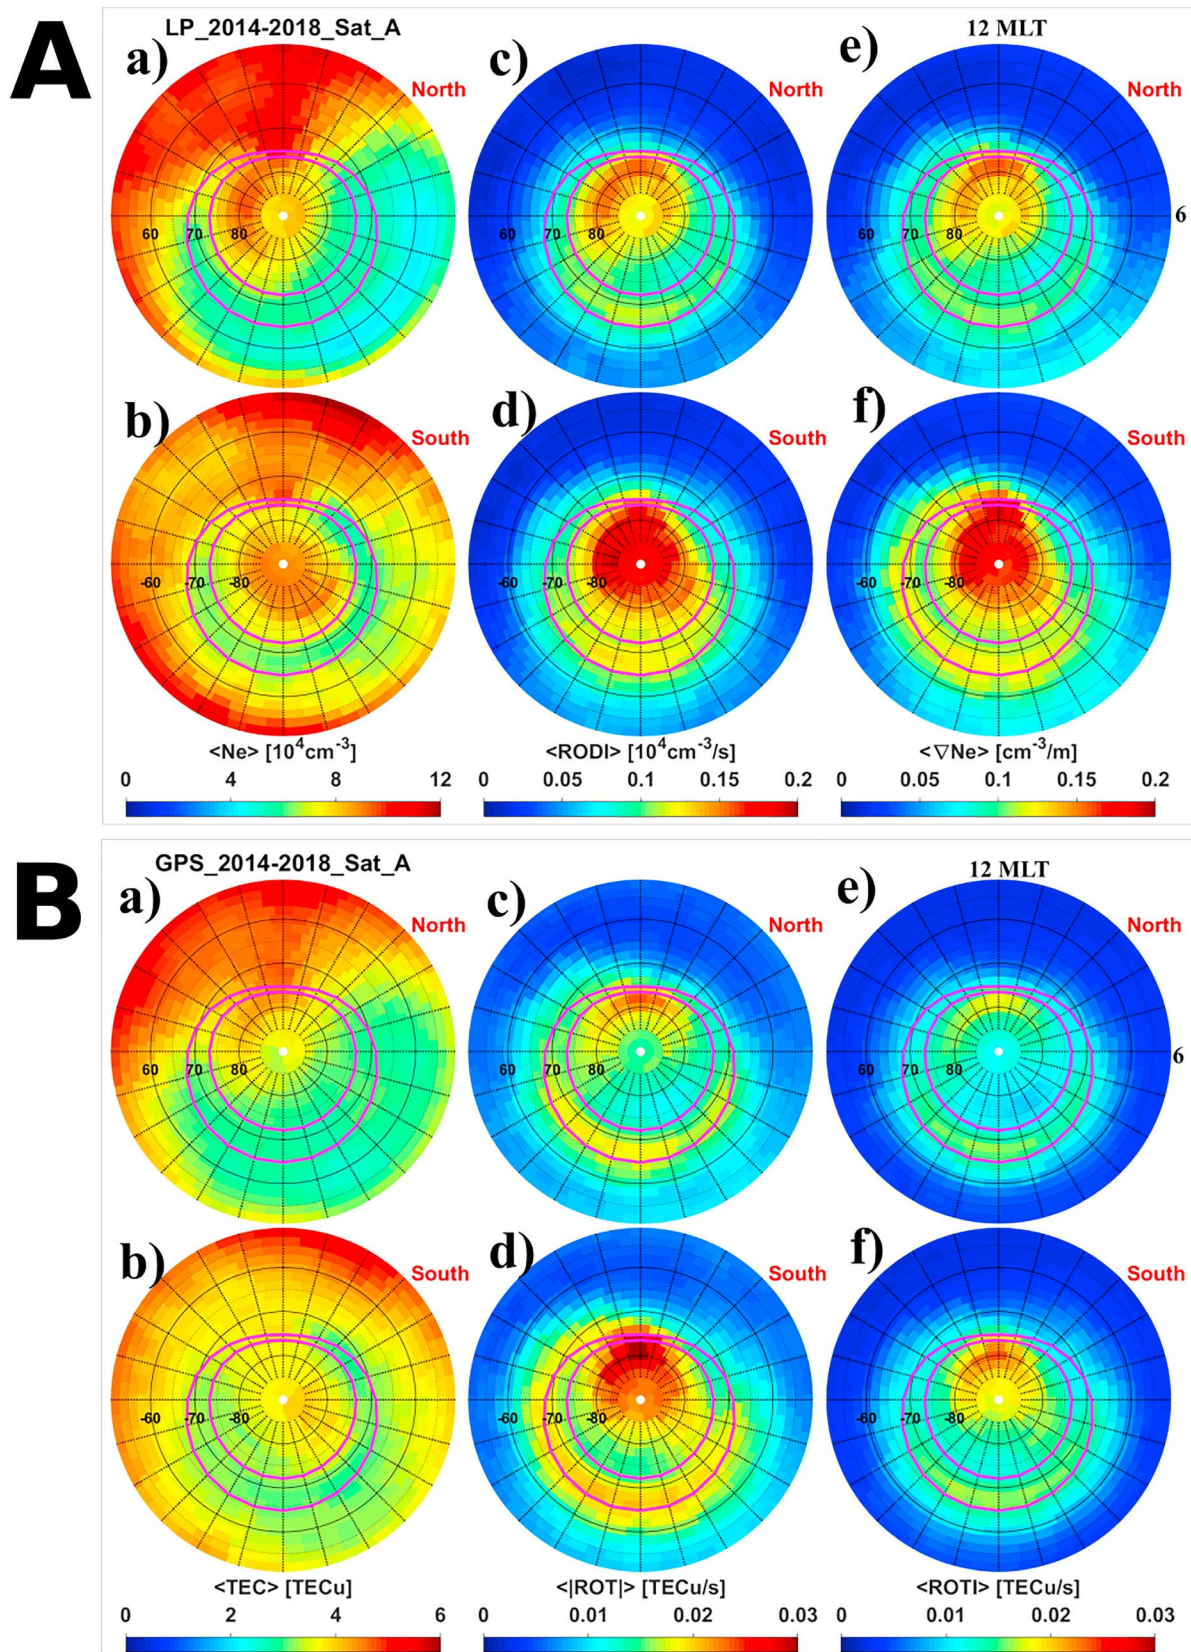 A
LP_2014-2018_Sat_A 12 MLT
a) c) e)
North North North
60 70 80 60 70 80 60 70 80 6
b) d) f)
South South South
-60 -70 -80 -60 -70 -80 -60 -70 -80
<Ne> [10⁴cm⁻³] <RODI> [10⁴cm⁻³/s] <∇Ne> [cm⁻³/m]
0 4 8 12 0 0.05 0.1 0.15 0.2 0 0.05 0.1 0.15 0.2
B
GPS_2014-2018_Sat_A 12 MLT
a) c) e)
North North North
60 70 80 60 70 80 60 70 80 6
b) d) f)
South South South
-60 -70 -80 -60 -70 -80 -60 -70 -80
<TEC> [TECu] <|ROT|> [TECu/s] <ROTI> [TECu/s]
0 2 4 6 0 0.01 0.02 0.03 0 0.01 0.02 0.03